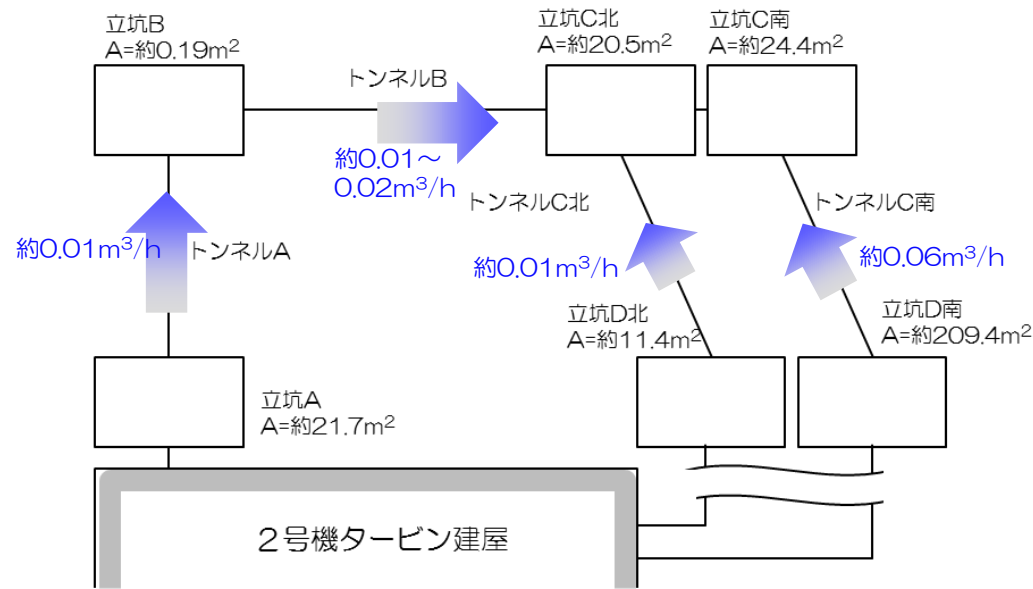 立坑B
A=約0.19m²
立坑C北
A=約20.5m²
立坑C南
A=約24.4m²
トンネルB
約0.01～
0.02m³/h
トンネルC北
トンネルC南
約0.01m³/h
トンネルA
約0.01m³/h
約0.06m³/h
立坑D北
A=約11.4m²
立坑D南
A=約209.4m²
立坑A
A=約21.7m²
２号機タービン建屋